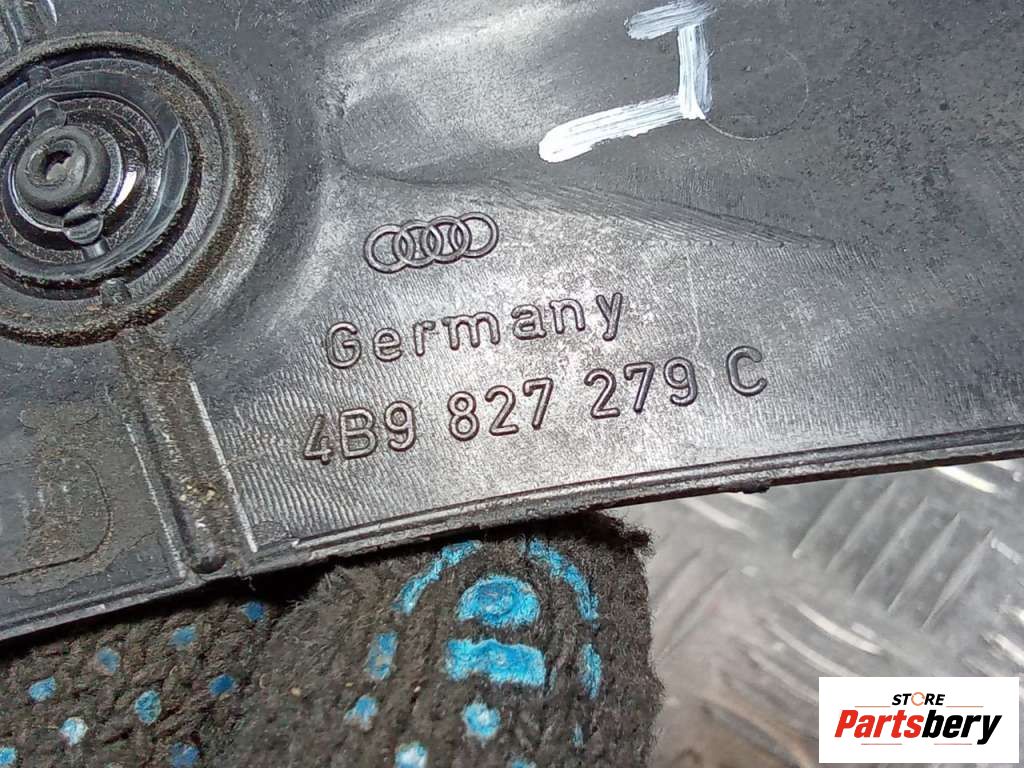 Germany
4B9 827 279 C
STORE
Partsbery